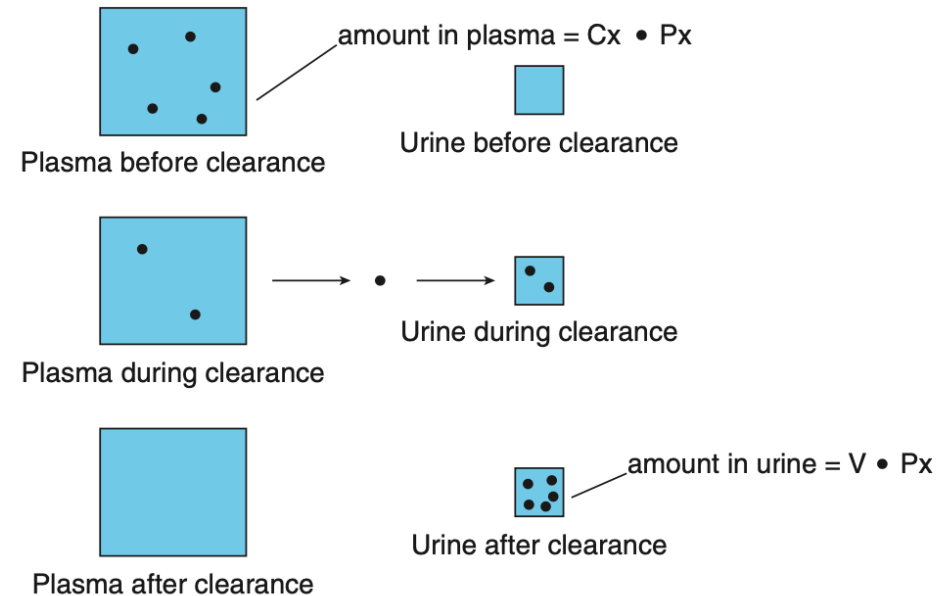 amount in plasma = Cx • Px
Plasma before clearance
Urine before clearance
Plasma during clearance
Urine during clearance
amount in urine = V • Px
Plasma after clearance
Urine after clearance